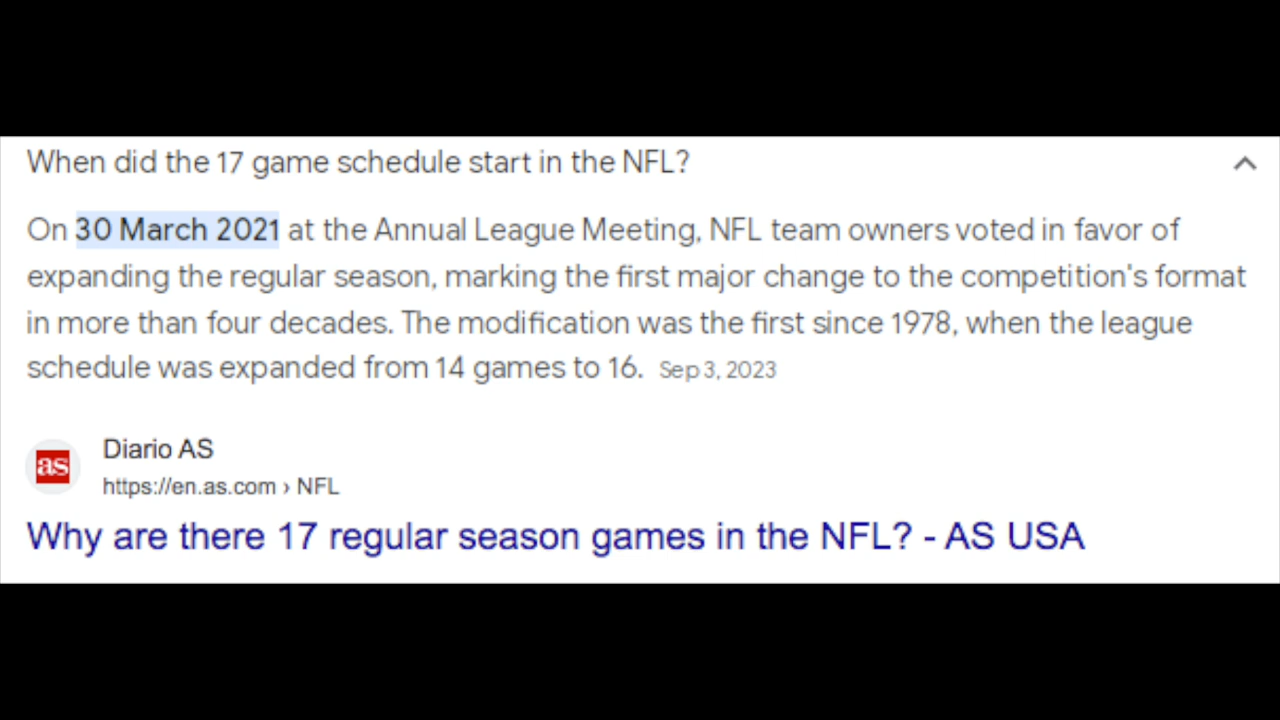 When did the 17 game schedule start in the NFL?
On 30 March 2021 at the Annual League Meeting, NFL team owners voted in favor of
expanding the regular season, marking the first major change to the competition's format
in more than four decades. The modification was the first since 1978, when the league
schedule was expanded from 14 games to 16. Sep 3, 2023
as
Diario AS
https://en.as.com › NFL
Why are there 17 regular season games in the NFL? - AS USA